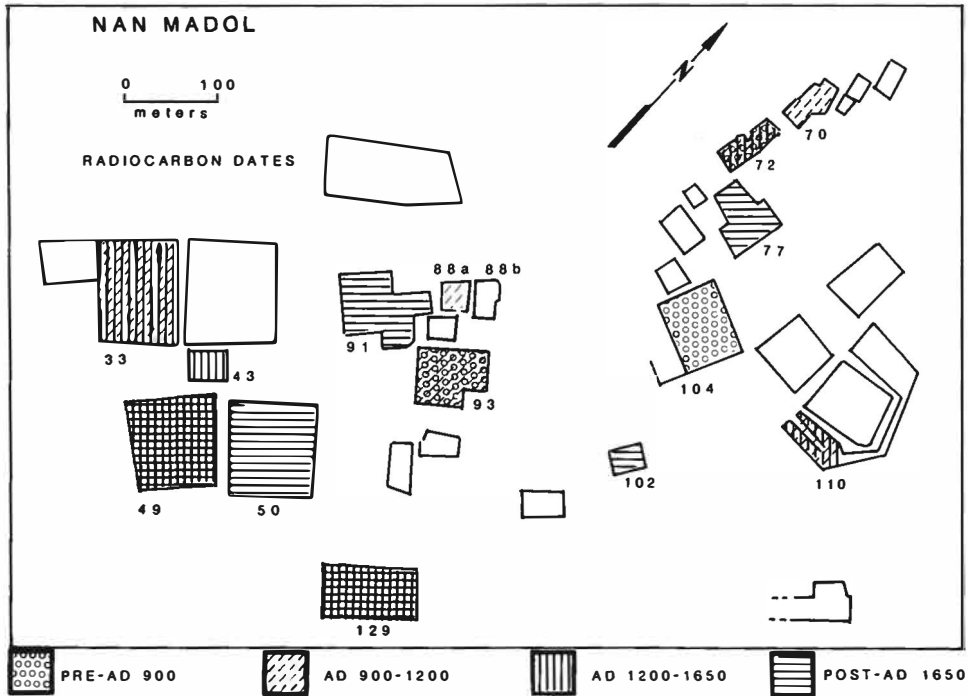 NAN MADOL
0 100
meters
N
RADIOCARBON DATES
70
72
77
88a 88b
91
33
43
93
104
102
110
49
50
129
PRE-AD 900
AD 900-1200
AD 1200-1650
POST-AD 1650